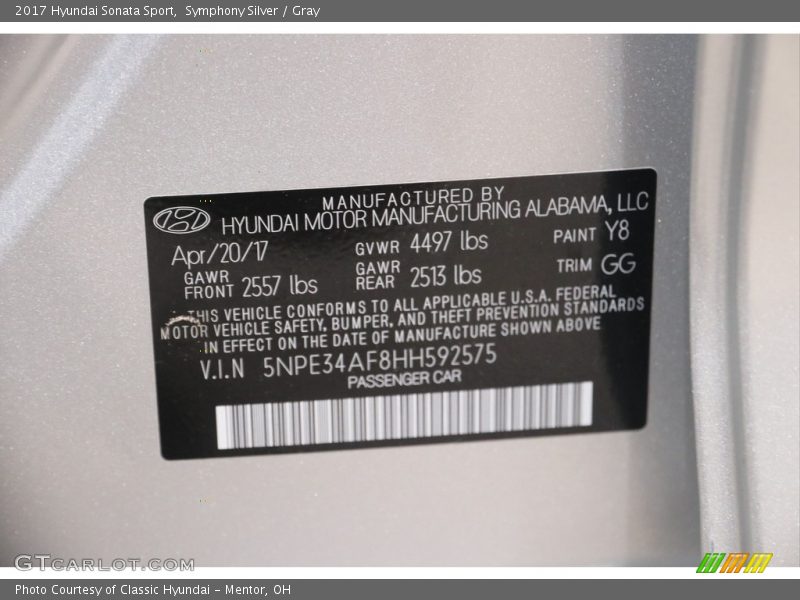 2017 Hyundai Sonata Sport,  Symphony Silver / Gray
MANUFACTURED BY
HYUNDAI MOTOR MANUFACTURING ALABAMA, LLC
Apr/20/17 GVWR 4497 lbs PAINT Y8
GAWR FRONT 2557 lbs GAWR REAR 2513 lbs TRIM GG
THIS VEHICLE CONFORMS TO ALL APPLICABLE U.S.A. FEDERAL
MOTOR VEHICLE SAFETY, BUMPER, AND THEFT PREVENTION STANDARDS
IN EFFECT ON THE DATE OF MANUFACTURE SHOWN ABOVE
V.I.N 5NPE34AF8HH592575
PASSENGER CAR
GTCARLOT.COM
Photo Courtesy of Classic Hyundai - Mentor, OH